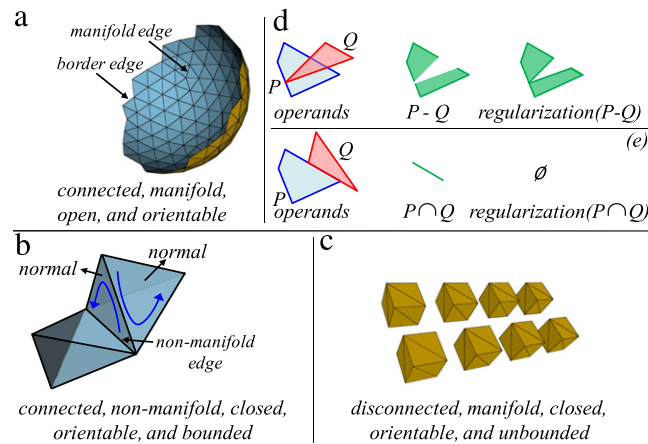 a
manifold edge
border edge
connected, manifold,
open, and orientable
d
Q
P
operands
P - Q
regularization(P-Q)
(e)
Q
P
operands
P∩Q
∅
regularization(P∩Q)
b
normal
normal
non-manifold
edge
connected, non-manifold, closed,
orientable, and bounded
c
disconnected, manifold, closed,
orientable, and unbounded